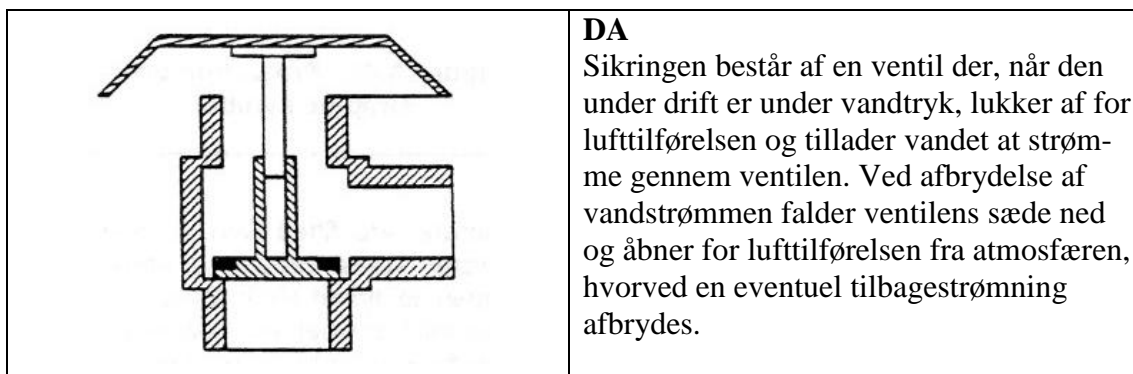 DA
Sikringen består af en ventil der, når den
under drift er under vandtryk, lukker af for
lufttilførelsen og tillader vandet at strøm-
me gennem ventilen. Ved afbrydelse af
vandstrømmen falder ventilens sæde ned
og åbner for lufttilførelsen fra atmosfæren,
hvorved en eventuel tilbagestrømning
afbrydes.